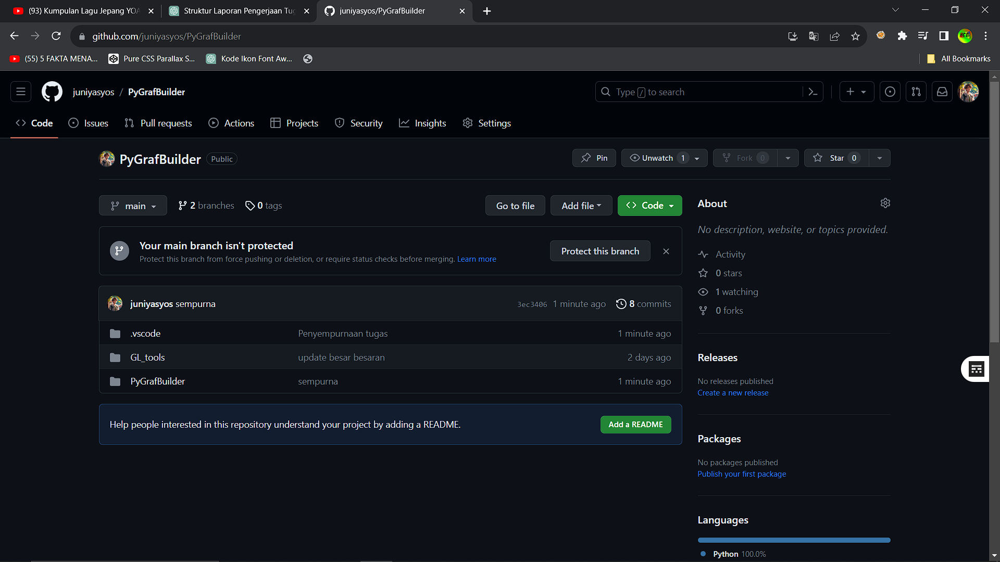 (93) Kumpulan Lagu Jepang YOA
Struktur Laporan Pengerjaan Tug
juniyasyos/PyGrafBuilder
github.com/juniyasyos/PyGrafBuilder
(55) 5 FAKTA MENA...
Pure CSS Parallax S...
Kode Ikon Font Aw...
All Bookmarks
juniyasyos / PyGrafBuilder
Type / to search
Code
Issues
Pull requests
Actions
Projects
Security
Insights
Settings
PyGrafBuilder
Public
Pin
Unwatch 1
Fork 0
Star 0
main
2 branches
0 tags
Go to file
Add file
Code
Your main branch isn't protected
Protect this branch from force pushing or deletion, or require status checks before merging. Learn more
Protect this branch
juniyasyos sempurna
3ec3406 1 minute ago
8 commits
.vscode Penyempurnaan tugas 1 minute ago
GL_tools update besar besaran 2 days ago
PyGrafBuilder sempurna 1 minute ago
Help people interested in this repository understand your project by adding a README.
Add a README
About
No description, website, or topics provided.
Activity
0 stars
1 watching
0 forks
Releases
No releases published
Create a new release
Packages
No packages published
Publish your first package
Languages
Python 100.0%